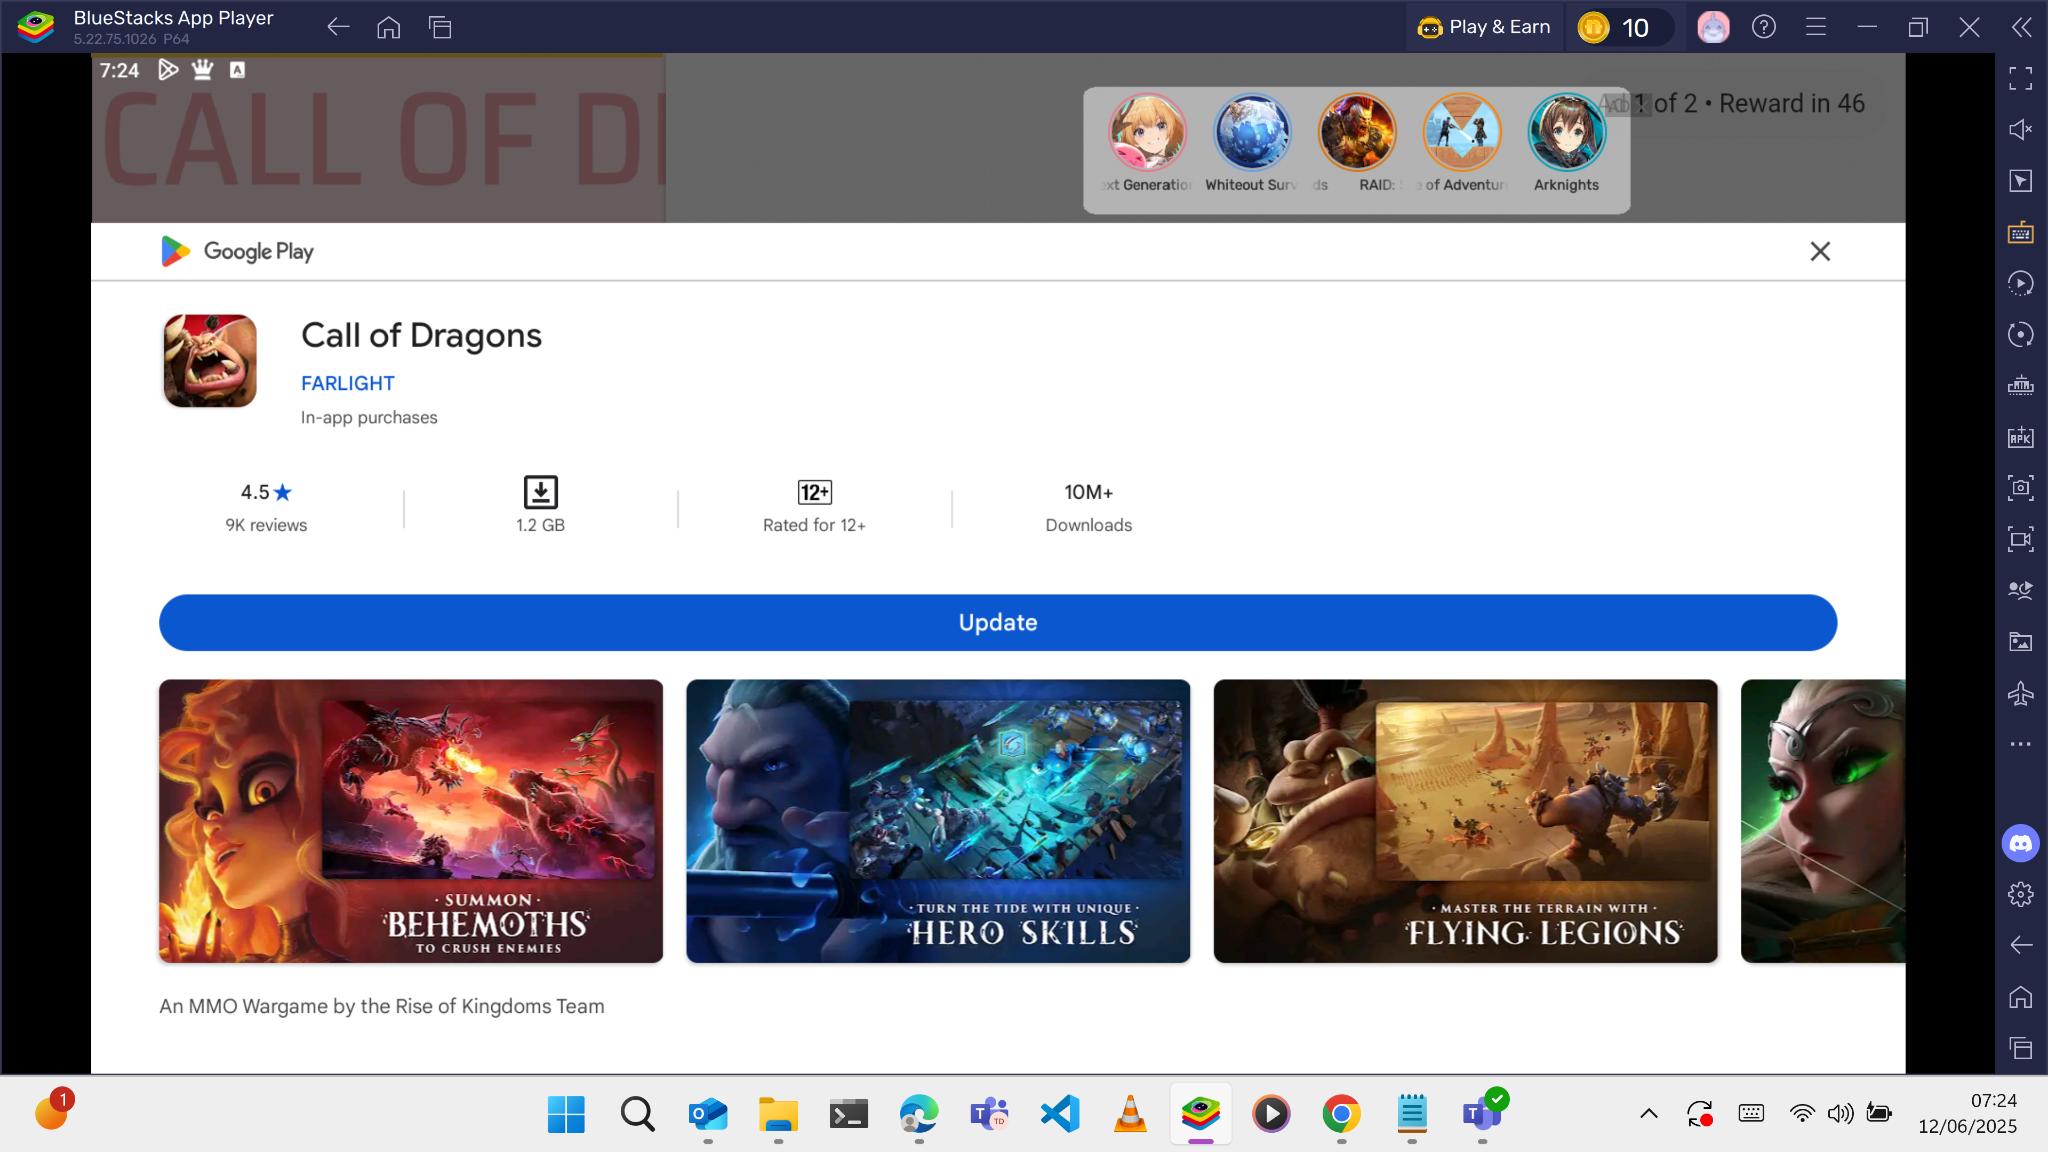 BlueStacks App Player
5.22.75.1026 P64
Play & Earn
10
7:24
CALL OF D
1 of 2 • Reward in 46
ext Generation
Whiteout Surv
ds
RAID:
e of Adventur
Arknights
Google Play
Call of Dragons
FARLIGHT
In-app purchases
4.5★
9K reviews
1.2 GB
12+
Rated for 12+
10M+
Downloads
Update
· SUMMON ·
BEHEMOTHS
TO CRUSH ENEMIES
· TURN THE TIDE WITH UNIQUE ·
HERO SKILLS
· MASTER THE TERRAIN WITH ·
FLYING LEGIONS
An MMO Wargame by the Rise of Kingdoms Team
APK
1
TD
07:24
12/06/2025